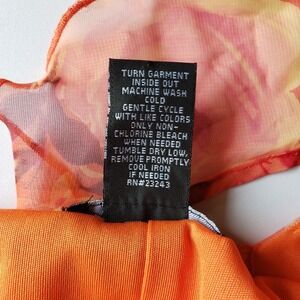 TURN GARMENT
INSIDE OUT
MACHINE WASH
COLD
GENTLE CYCLE
WITH LIKE COLORS
ONLY NON-
CHLORINE BLEACH
WHEN NEEDED
TUMBLE DRY LOW,
REMOVE PROMPTLY
COOL IRON
IF NEEDED
RN#23243